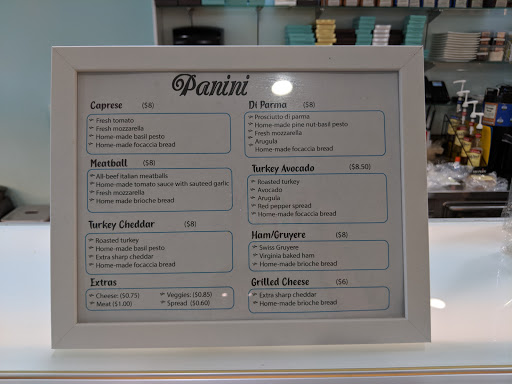 Panini
Caprese ($8)
Fresh tomato
Fresh mozzarella
Home-made basil pesto
Home-made focaccia bread
Meatball ($8)
All-beef italian meatballs
Home-made tomato sauce with sauteed garlic
Fresh mozzarella
Home-made brioche bread
Turkey Cheddar ($8)
Roasted turkey
Home-made basil pesto
Extra sharp cheddar
Home-made focaccia bread
Extras
Cheese: ($0.75) Veggies: ($0.85)
Meat ($1.00) Spread ($0.60)
Di Parma ($8)
Prosciutto di parma
Home-made pine nut-basil pesto
Fresh mozzarella
Arugula
Home-made focaccia bread
Turkey Avocado ($8.50)
Roasted turkey
Avocado
Arugula
Red pepper spread
Home-made focaccia bread
Ham/Gruyere ($8)
Swiss Gruyere
Virginia baked ham
Home-made brioche bread
Grilled Cheese ($6)
Extra sharp cheddar
Home-made brioche bread